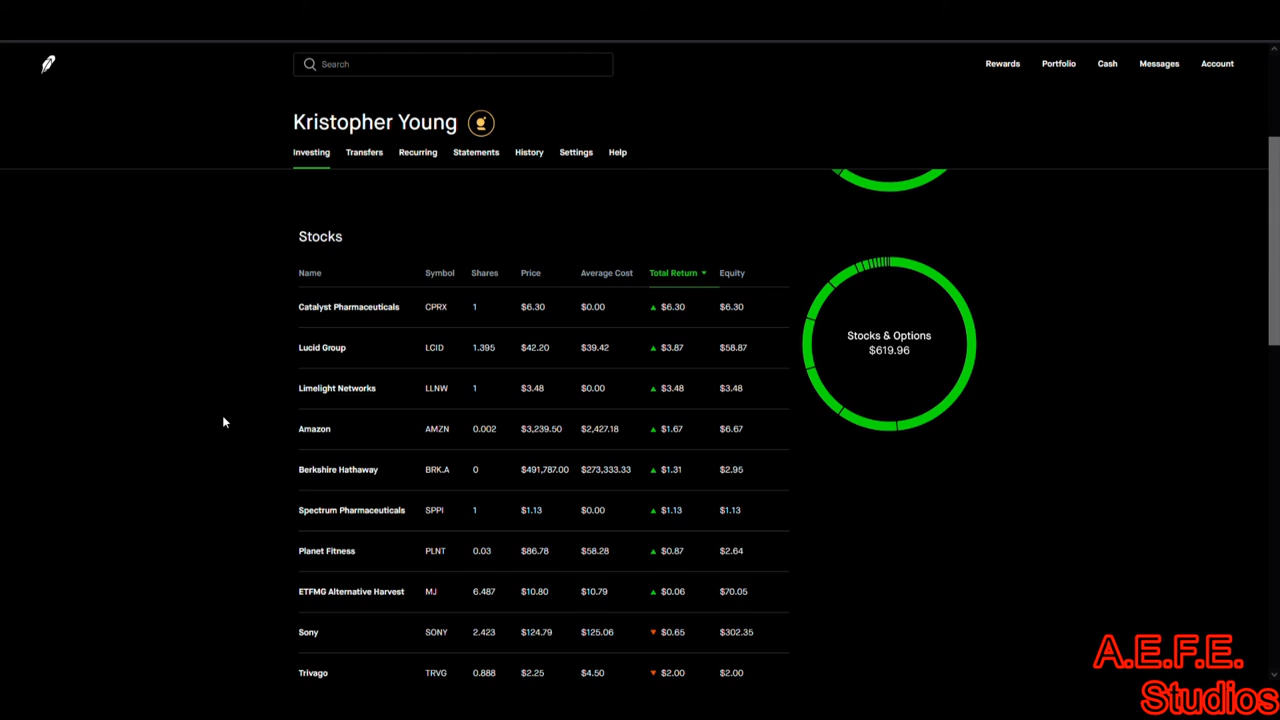 Search
Rewards Portfolio Cash Messages Account
Kristopher Young
Investing Transfers Recurring Statements History Settings Help
Stocks
Name Symbol Shares Price Average Cost Total Return Equity
Catalyst Pharmaceuticals CPRX 1 $6.30 $0.00 $6.30 $6.30
Lucid Group LCID 1.395 $42.20 $39.42 $3.87 $58.87
Stocks & Options
$619.96
Limelight Networks LLNW 1 $3.48 $0.00 $3.48 $3.48
Amazon AMZN 0.002 $3,239.50 $2,427.18 $1.67 $6.67
Berkshire Hathaway BRK.A 0 $491,787.00 $273,333.33 $1.31 $2.95
Spectrum Pharmaceuticals SPPI 1 $1.13 $0.00 $1.13 $1.13
Planet Fitness PLNT 0.03 $86.78 $58.28 $0.87 $2.64
ETFMG Alternative Harvest MJ 6.487 $10.80 $10.79 $0.06 $70.05
Sony SONY 2.423 $124.79 $125.06 $0.65 $302.35
Trivago TRVG 0.888 $2.25 $4.50 $2.00 $2.00
A.E.F.E.
Studios